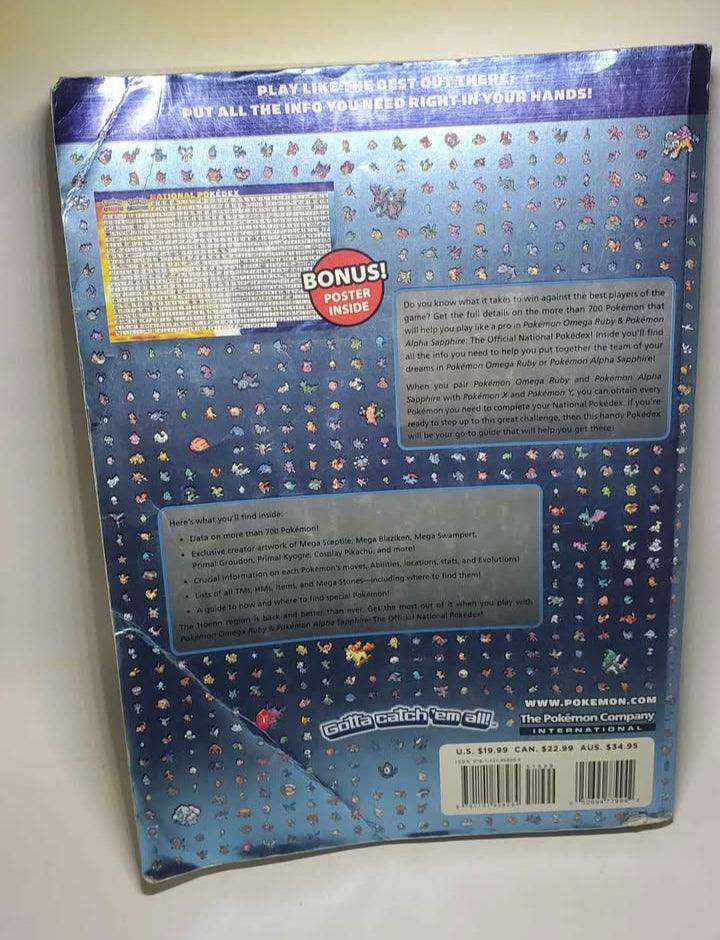 PLAY LIKE THE BEST OUT THERE;
PUT ALL THE INFO YOU NEED RIGHT IN YOUR HANDS!
NATIONAL POKÉDEX
BONUS!
POSTER
INSIDE
Do you know what it takes to win against the best players of the
game? Get the full details on the more than 700 Pokémon that
will help you play like a pro in Pokémon Omega Ruby & Pokémon
Alpha Sapphire: The Official National Pokédex! Inside you'll find
all the info you need to help you put together the team of your
dreams in Pokémon Omega Ruby or Pokémon Alpha Sapphire!
When you pair Pokémon Omega Ruby and Pokémon Alpha
Sapphire with Pokémon X and Pokémon Y, you can obtain every
Pokémon you need to complete your National Pokédex. If you're
ready to step up to this great challenge, then this handy Pokédex
will be your go-to guide that will help you get there!
Here's what you'll find inside:
• Data on more than 700 Pokémon!
• Exclusive creator artwork of Mega Sceptile, Mega Blaziken, Mega Swampert,
Primal Groudon, Primal Kyogre, Cosplay Pikachu, and more!
• Crucial information on each Pokémon's moves, Abilities, locations, stats, and Evolutions!
• Lists of all TMs, HMs, items, and Mega Stones—including where to find them!
• A guide to how and where to find special Pokémon!
The Hoenn region is back and better than ever. Get the most out of it when you play with
Pokémon Omega Ruby & Pokémon Alpha Sapphire: The Official National Pokédex!
Gotta catch 'em all!
WWW.POKEMON.COM
The Pokémon Company
INTERNATIONAL
U.S. $19.99 CAN. $22.99 AUS. $34.95